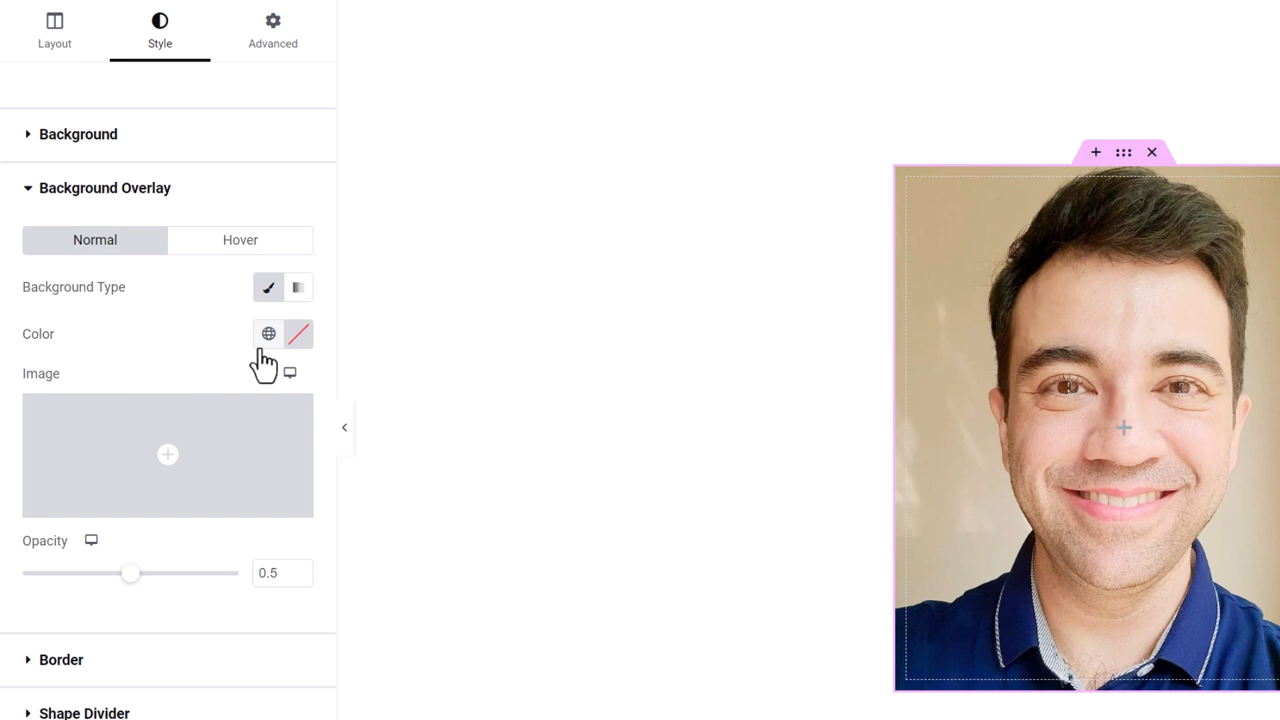 Layout
Style
Advanced
Background
Background Overlay
Normal
Hover
Background Type
Color
Image
Opacity
0.5
Border
Shape Divider